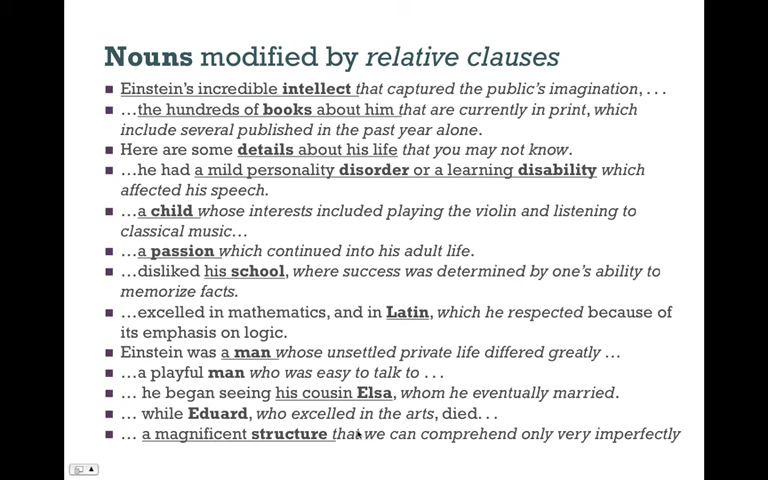 Nouns modified by relative clauses
Einstein's incredible intellect that captured the public's imagination, . . .
…the hundreds of books about him that are currently in print, which
include several published in the past year alone.
Here are some details about his life that you may not know.
…he had a mild personality disorder or a learning disability which
affected his speech.
…a child whose interests included playing the violin and listening to
classical music…
…a passion which continued into his adult life.
…disliked his school, where success was determined by one's ability to
memorize facts.
…excelled in mathematics, and in Latin, which he respected because of
its emphasis on logic.
Einstein was a man whose unsettled private life differed greatly …
…a playful man who was easy to talk to . . .
… he began seeing his cousin Elsa, whom he eventually married.
… while Eduard, who excelled in the arts, died. . .
… a magnificent structure that we can comprehend only very imperfectly